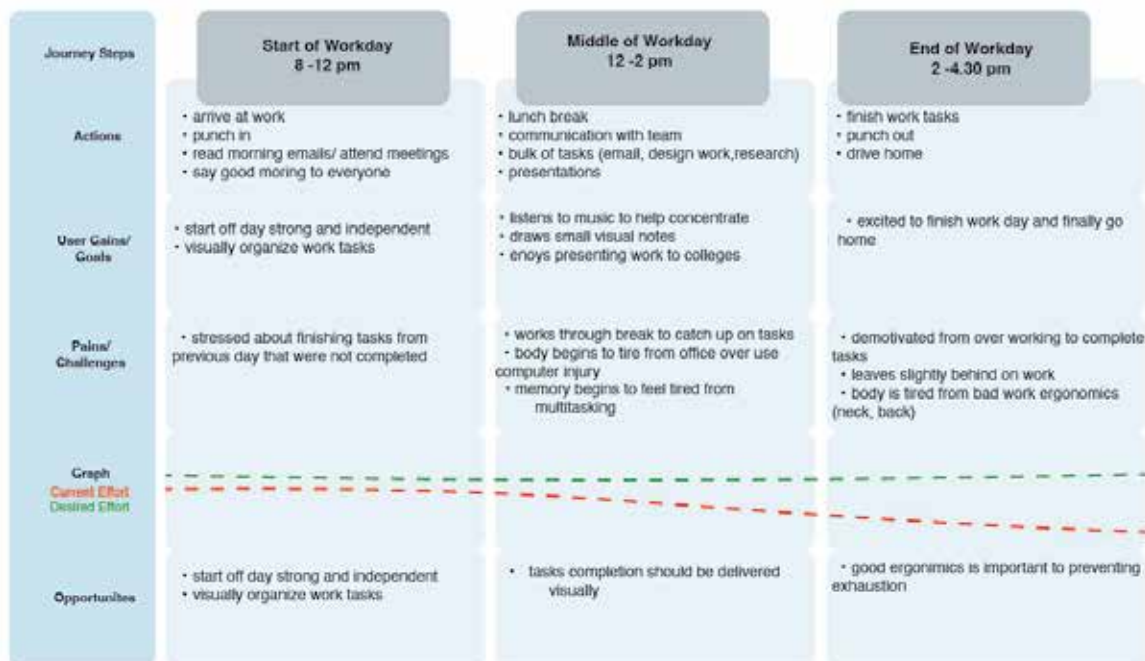 Journey Steps
Start of Workday
8 -12 pm
Middle of Workday
12 -2 pm
End of Workday
2 -4.30 pm
Actions
• arrive at work
• punch in
• read morning emails/ attend meetings
• say good moring to everyone
• lunch break
• communication with team
• bulk of tasks (email, design work,research)
• presentations
• finish work tasks
• punch out
• drive home
User Gains/
Goals
• start off day strong and independent
• visually organize work tasks
• listens to music to help concentrate
• draws small visual notes
• enoys presenting work to colleges
• excited to finish work day and finally go
home
Pains/
Challenges
• stressed about finishing tasks from
previous day that were not completed
• works through break to catch up on tasks
• body begins to tire from office over use
computer injury
• memory begins to feel tired from
multitasking
• demotivated from over working to complete
tasks
• leaves slightly behind on work
• body is tired from bad work ergonomics
(neck, back)
Graph
Current Effort
Desired Effort
Opportunites
• start off day strong and independent
• visually organize work tasks
• tasks completion should be delivered
visually
• good ergonimics is important to preventing
exhaustion